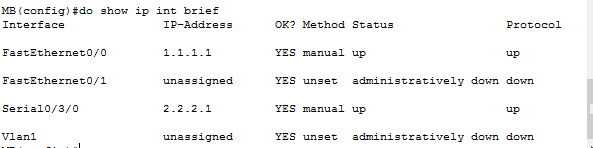 MB(config)#do show ip int brief
Interface              IP-Address      OK? Method Status                Protocol
FastEthernet0/0        1.1.1.1         YES manual up                    up
FastEthernet0/1        unassigned      YES unset  administratively down down
Serial0/3/0            2.2.2.1         YES manual up                    up
Vlan1                  unassigned      YES unset  administratively down down